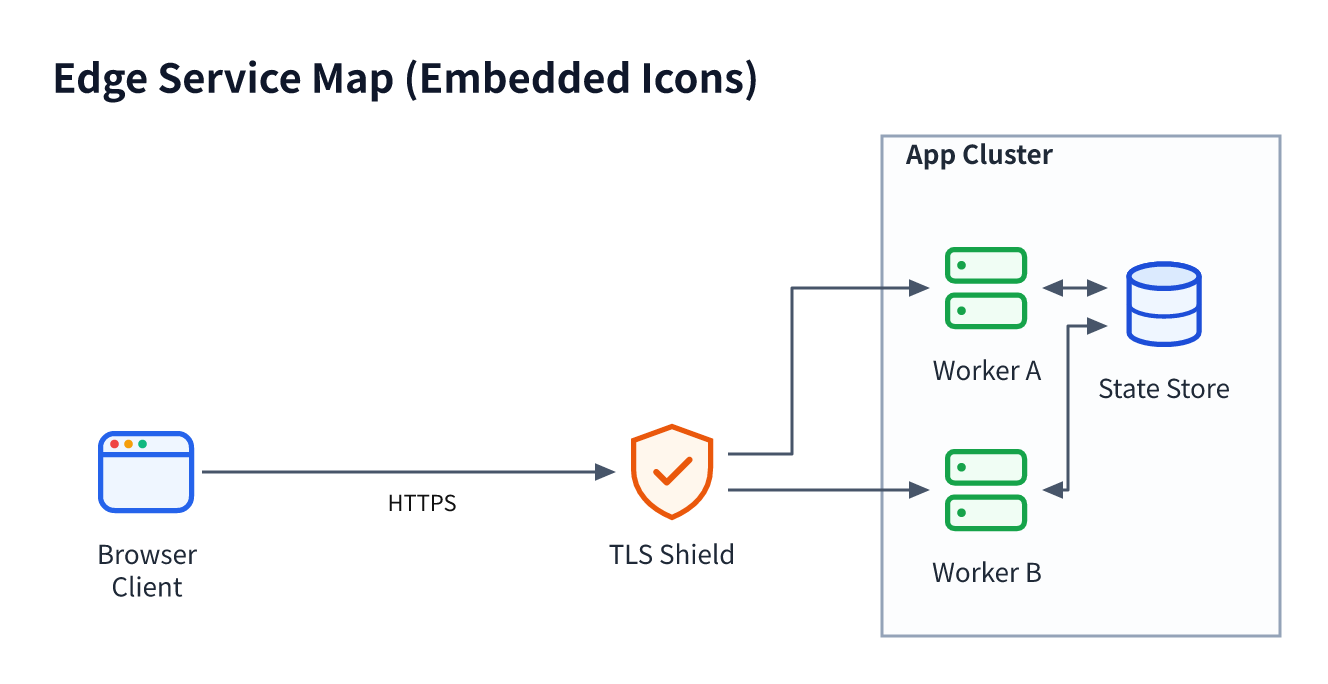 Edge Service Map (Embedded Icons)
App Cluster
Worker A
State Store
HTTPS
Browser
Client
TLS Shield
Worker B